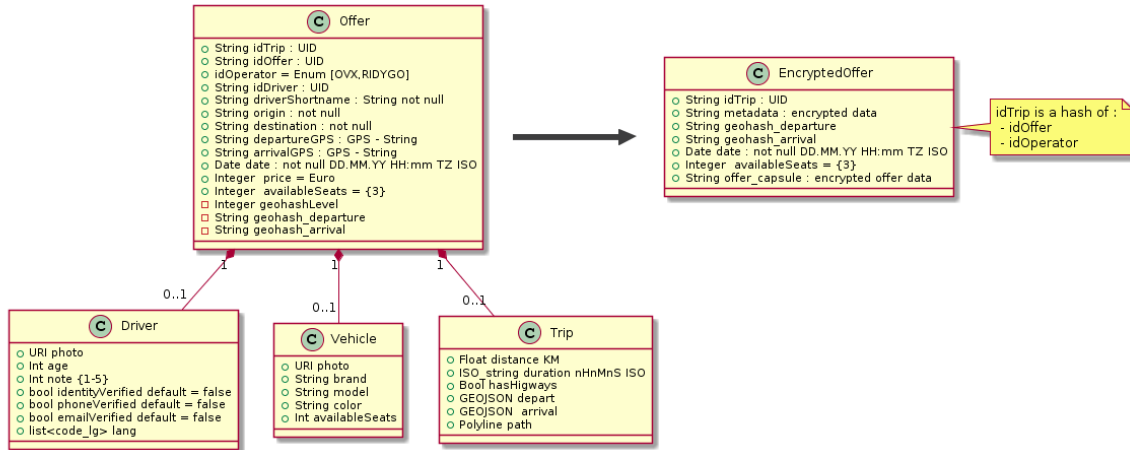 C Offer
String idTrip : UID
String idOffer : UID
idOperator = Enum [OVX,RIDYGO]
String idDriver : UID
String driverShortname : String not null
String origin : not null
String destination : not null
String departureGPS : GPS - String
String arrivalGPS : GPS - String
Date date : not null DD.MM.YY HH:mm TZ ISO
Integer price = Euro
Integer availableSeats = {3}
Integer geohashLevel
String geohash_departure
String geohash_arrival
C EncryptedOffer
String idTrip : UID
String metadata : encrypted data
String geohash_departure
String geohash_arrival
Date date : not null DD.MM.YY HH:mm TZ ISO
Integer availableSeats = {3}
String offer_capsule : encrypted offer data
idTrip is a hash of :
- idOffer
- idOperator
1
1
1
0..1
0..1
0..1
C Driver
URI photo
Int age
Int note {1-5}
bool identityVerified default = false
bool phoneVerified default = false
bool emailVerified default = false
list<code_lg> lang
C Vehicle
URI photo
String brand
String model
String color
Int availableSeats
C Trip
Float distance KM
ISO_string duration nHnMnS ISO
Bool hasHigways
GEOJSON depart
GEOJSON arrival
Polyline path